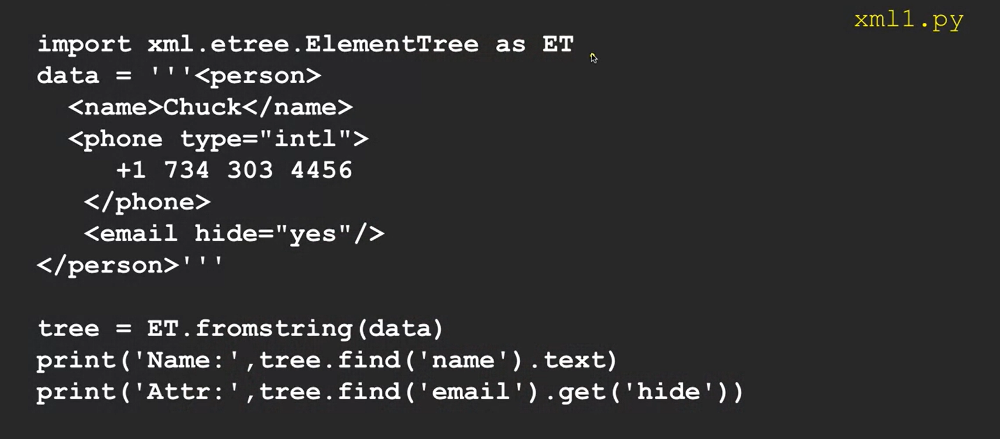 xml1.py
import xml.etree.ElementTree as ET
data = '''<person>
  <name>Chuck</name>
  <phone type="intl">
     +1 734 303 4456
   </phone>
   <email hide="yes"/>
</person>'''
tree = ET.fromstring(data)
print('Name:',tree.find('name').text)
print('Attr:',tree.find('email').get('hide'))